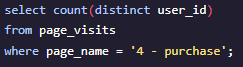 select count(distinct user_id)
from page_visits
where page_name = '4 - purchase';